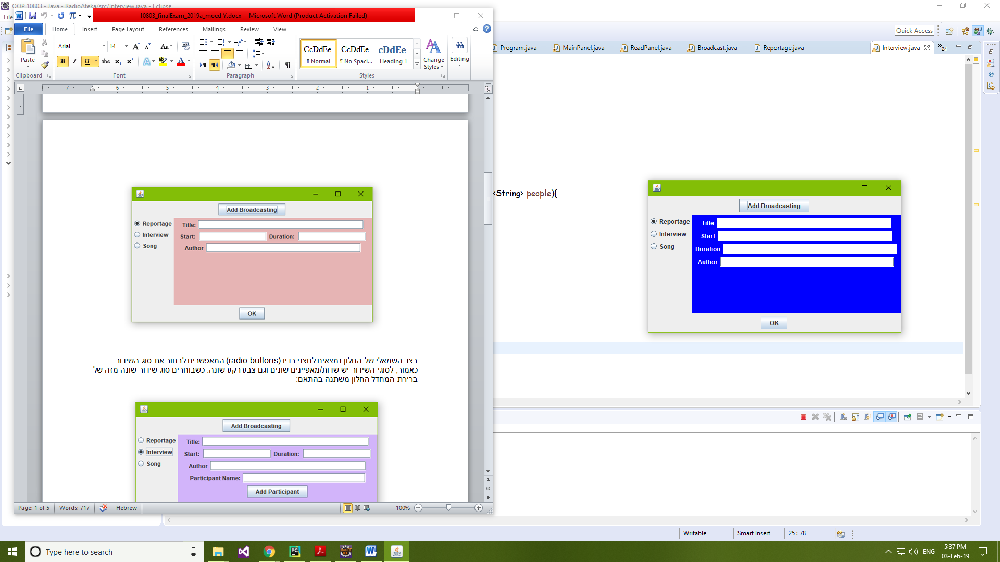 OOP 10803 - Java - RadioAfeka/src/Interview.java - Eclipse
10803_finalExam_2019a_moed Y.docx - Microsoft Word (Product Activation Failed)
File
Home
Insert
Page Layout
References
Mailings
Review
View
Paste
Clipboard
Arial
14
Font
Paragraph
CcDdEe
¶ Normal
CcDdEe
¶ No Spaci...
cDdEe
Heading 1
Change
Styles
Styles
Editing
7 6 5 4 3 2 1
Add Broadcasting
Reportage
Interview
Song
Title:
Start:
Duration:
Author
OK
בצד השמאלי של החלון נמצאים לחצני רדיו (radio buttons) המאפשרים לבחור את סוג השידור.
כאמור, לסוגי השידור יש שדות/מאפיינים שונים וגם צבע רקע שונה. כשבוחרים סוג שידור שונה מזה של
ברירת המחדל החלון משתנה בהתאם:
Add Broadcasting
Reportage
Interview
Song
Title:
Start:
Duration:
Author
Participant Name:
Add Participant
Page: 1 of 5
Words: 717
Hebrew
100%
Quick Access
Program.java
MainPanel.java
ReadPanel.java
Broadcast.java
Reportage.java
Interview.java
24
<String> people){
Add Broadcasting
Reportage
Interview
Song
Title
Start
Duration
Author
OK
Writable
Smart Insert
25 : 78
Type here to search
ENG
5:37 PM
03-Feb-19